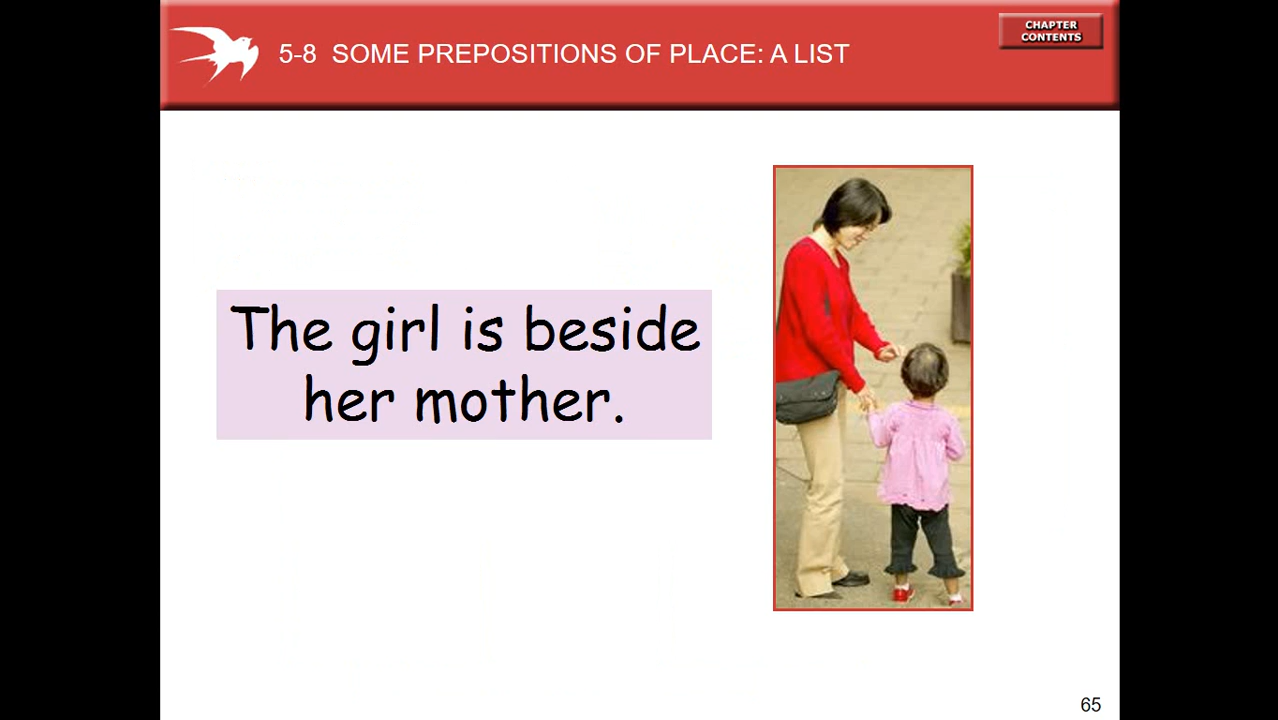 5-8 SOME PREPOSITIONS OF PLACE: A LIST
CHAPTER
CONTENTS
The girl is beside
her mother.
65